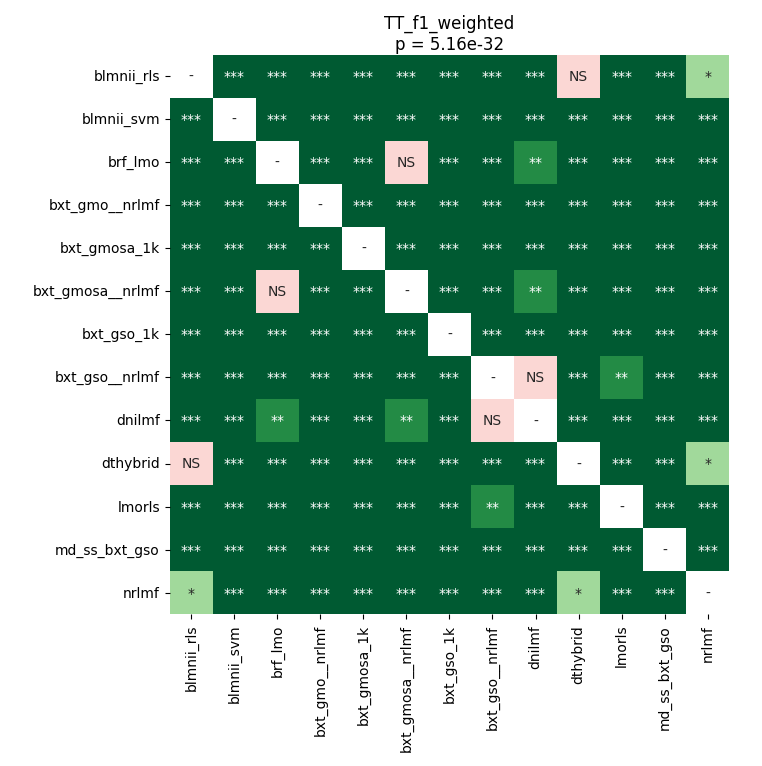 TT_f1_weighted
p = 5.16e-32
blmnii_rls - *** *** *** *** *** *** *** *** NS *** *** *
blmnii_svm *** - *** *** *** *** *** *** *** *** *** *** ***
brf_lmo *** *** - *** *** NS *** *** ** *** *** *** ***
bxt_gmo__nrlmf *** *** *** - *** *** *** *** *** *** *** *** ***
bxt_gmosa_1k *** *** *** *** - *** *** *** *** *** *** *** ***
bxt_gmosa__nrlmf *** *** NS *** *** - *** *** ** *** *** *** ***
bxt_gso_1k *** *** *** *** *** *** - *** *** *** *** *** ***
bxt_gso__nrlmf *** *** *** *** *** *** *** - NS *** ** *** ***
dnilmf *** *** ** *** *** ** *** NS - *** *** *** ***
dthybrid NS *** *** *** *** *** *** *** *** - *** *** *
lmorls *** *** *** *** *** *** *** ** *** *** - *** ***
md_ss_bxt_gso *** *** *** *** *** *** *** *** *** *** *** - ***
nrlmf * *** *** *** *** *** *** *** *** * *** *** -
blmnii_rls
blmnii_svm
brf_lmo
bxt_gmo__nrlmf
bxt_gmosa_1k
bxt_gmosa__nrlmf
bxt_gso_1k
bxt_gso__nrlmf
dnilmf
dthybrid
lmorls
md_ss_bxt_gso
nrlmf